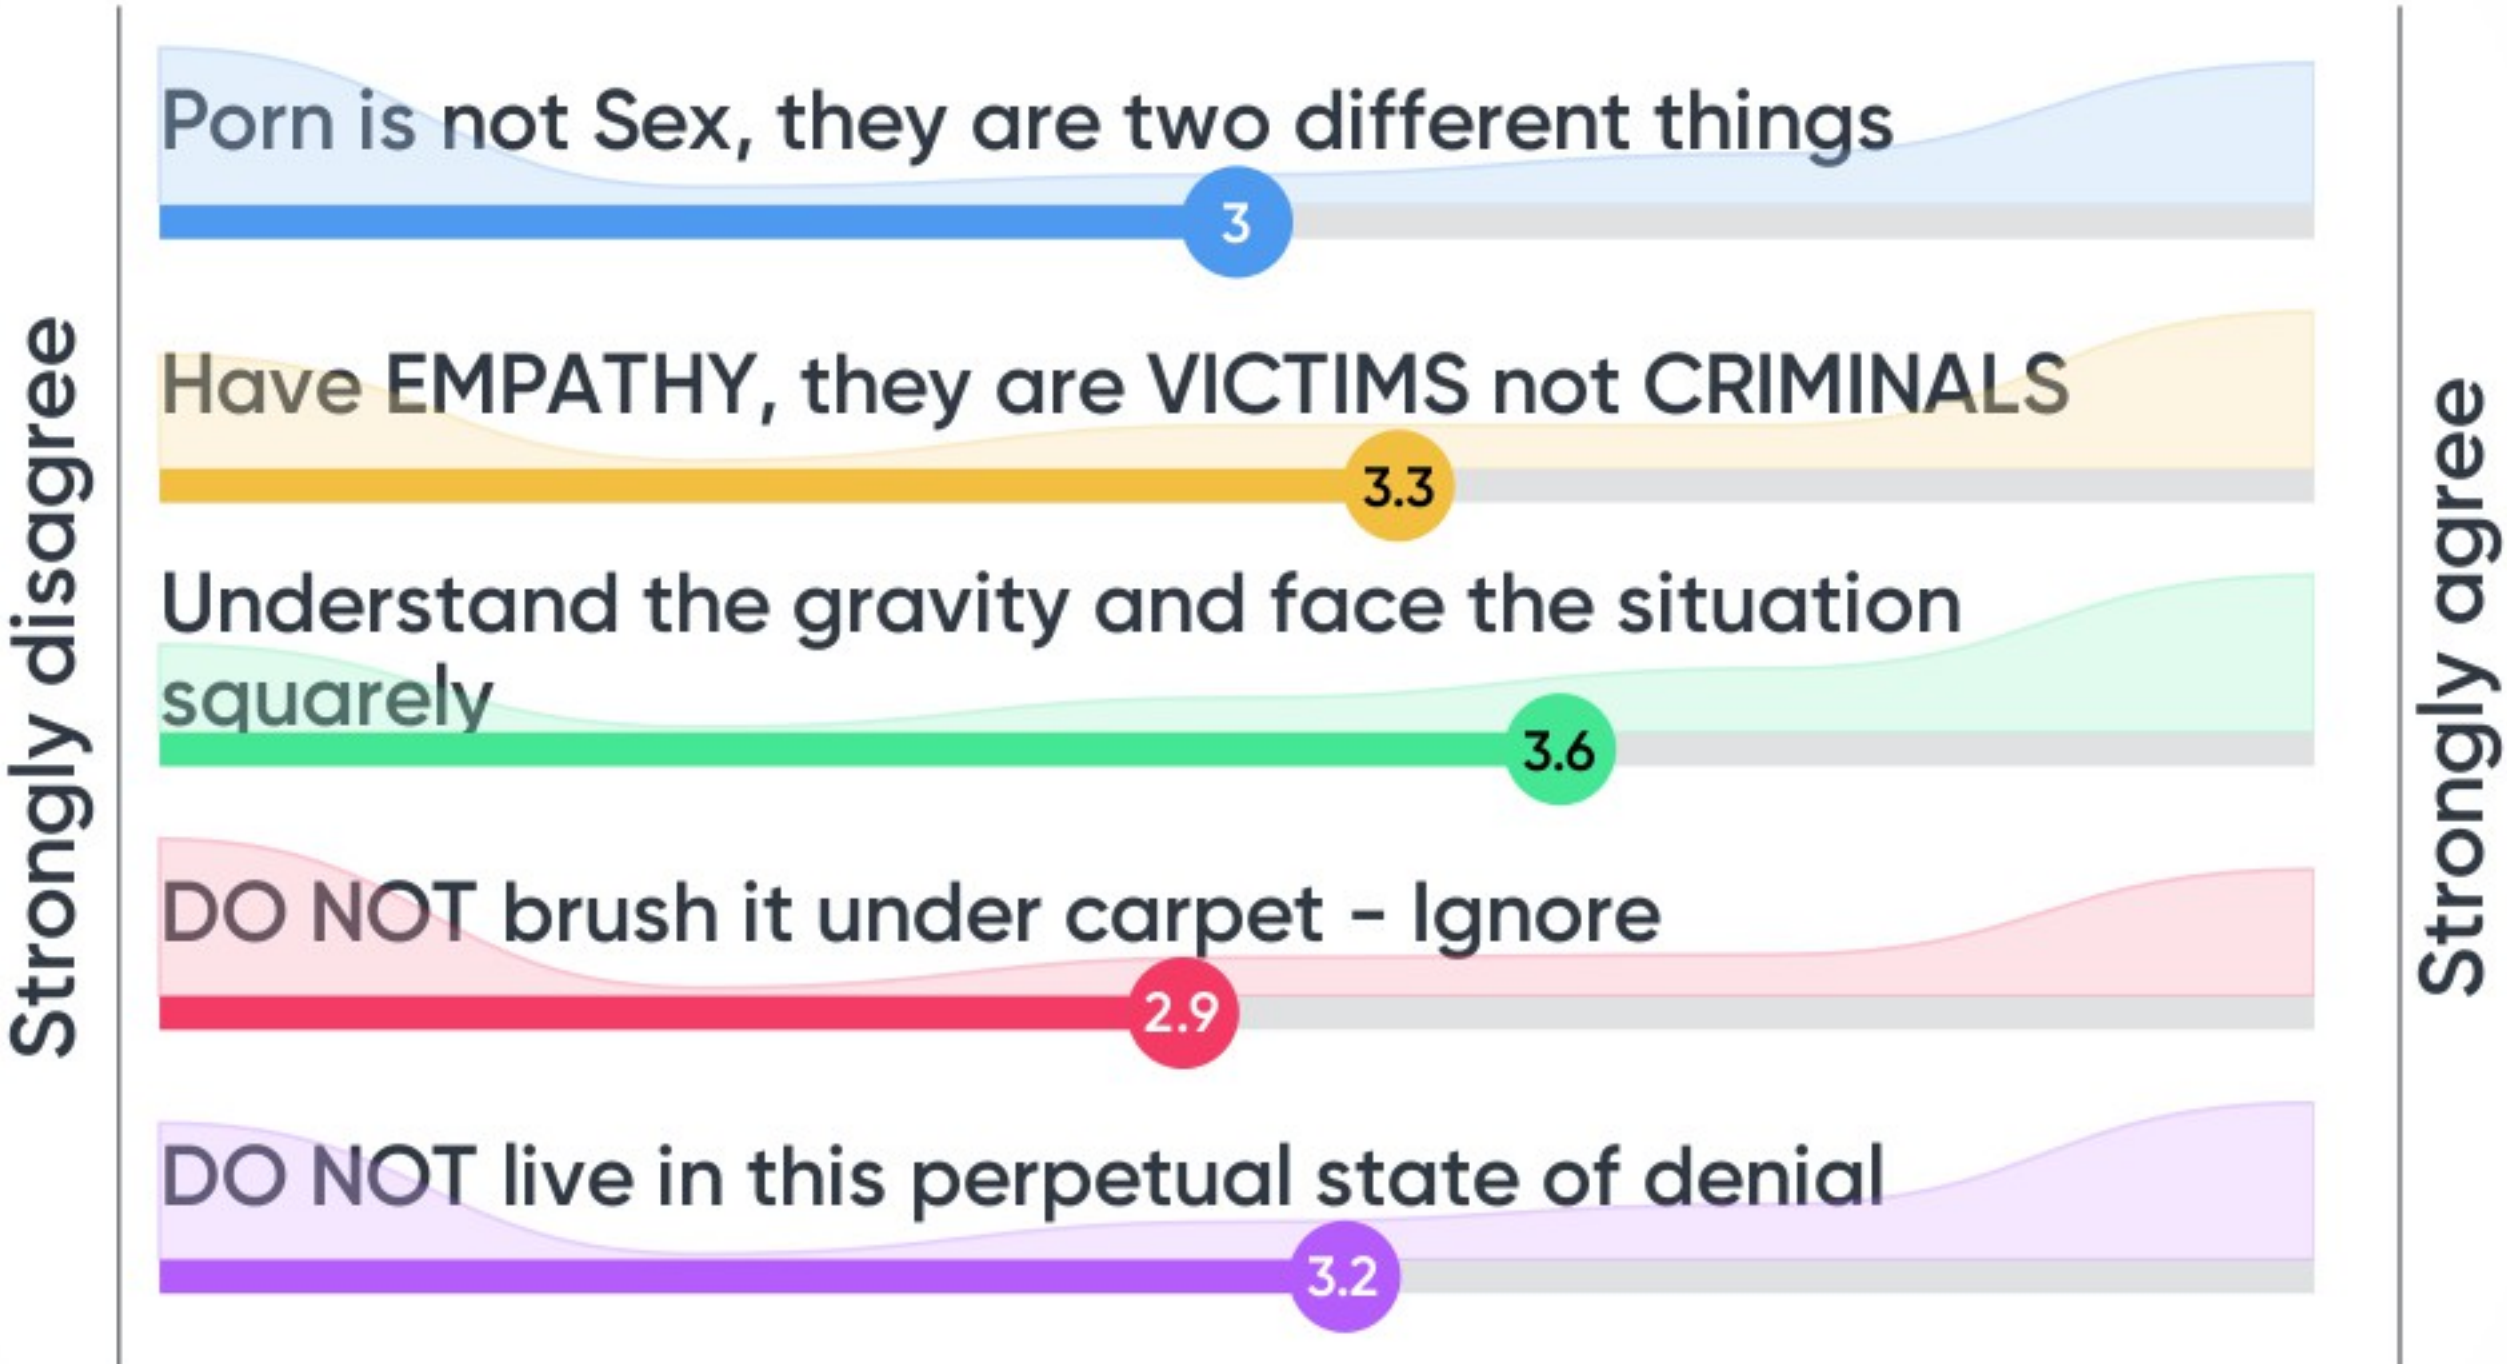 Strongly disagree
Porn is not Sex, they are two different things
3
Have EMPATHY, they are VICTIMS not CRIMINALS
3.3
Understand the gravity and face the situation
squarely
3.6
DO NOT brush it under carpet - Ignore
2.9
DO NOT live in this perpetual state of denial
3.2
Strongly agree